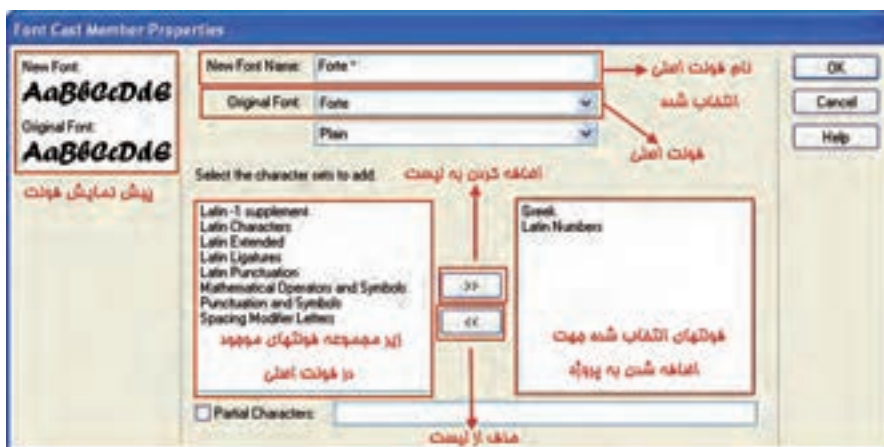 Font Cast Member Properties
New Font:
AaBbCcDdE
Original Font:
AaBbCcDdE
پیش نمایش فونت
New Font Name: Forte *
Original Font: Forte
Plain
نام فونت اصلی
انتخاب شده
فونت اصلی
OK
Cancel
Help
Select the character sets to add.
اضافه کردن به لیست
Latin -1 supplement
Latin Characters
Latin Extended
Latin Ligatures
Latin Punctuation
Mathematical Operators and Symbols
Punctuation and Symbols
Spacing Modifier Letters
زیر مجموعه فونتهای موجود
در فونت اصلی
>>
<<
Greek
Latin Numbers
فونتهای انتخاب شده جهت
اضافه شدن به پروژه
Partial Characters:
حذف از لیست